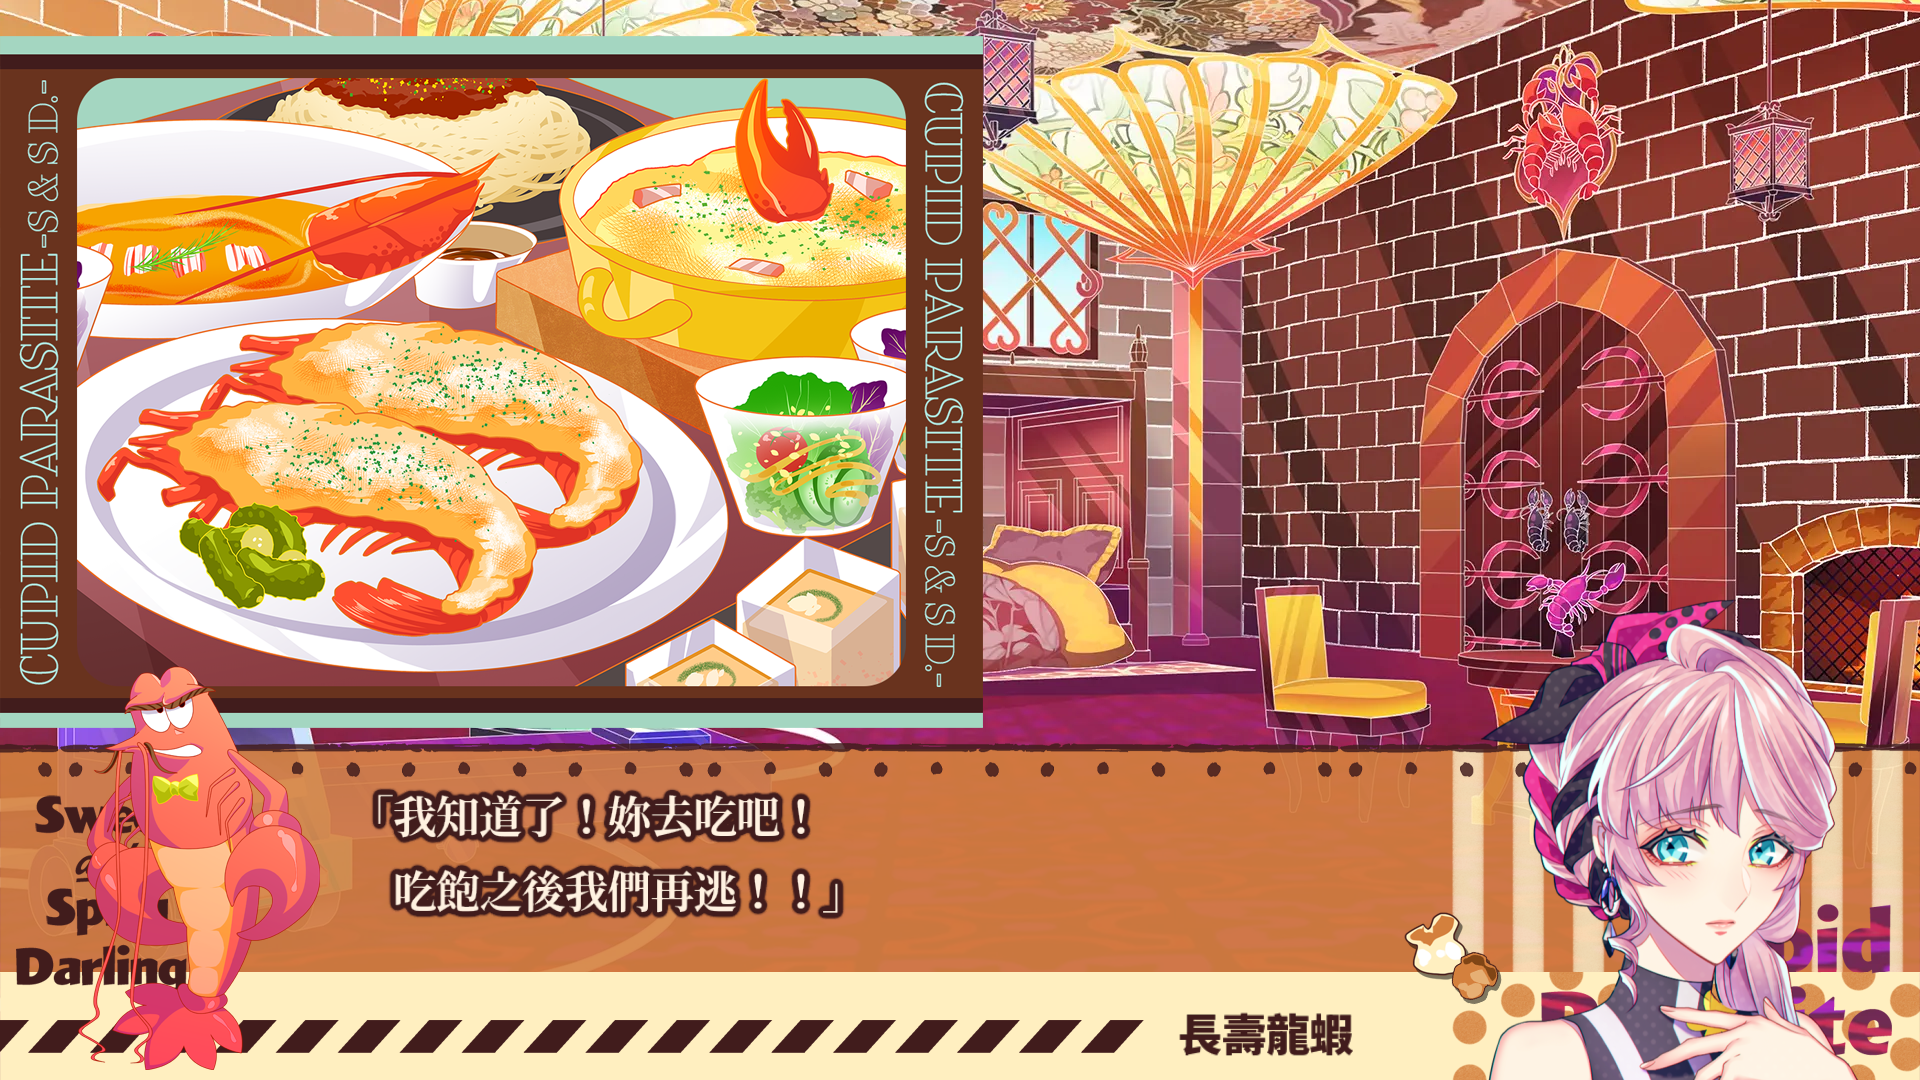 CUPID PARASITE -S & S D.-
CUPID PARASITE -S & S D.-
「我知道了！妳去吃吧！
吃飽之後我們再逃！！」
Darling
長壽龍蝦